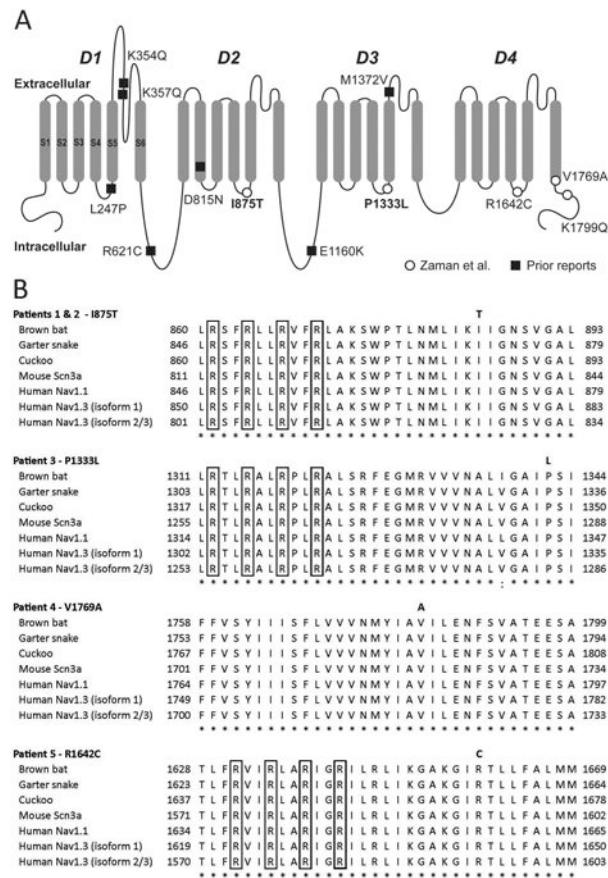 A
D1 D2 D3 D4
K354Q
M1372V
Extracellular
K357Q
S1 S2 S3 S4 S5 S6
V1769A
D815N I875T P1333L R1642C
L247P
K1799Q
Intracellular R621C E1160K
○ Zaman et al. ■ Prior reports
B
Patients 1 & 2 - I875T T
Brown bat 860 L R S F R L L R V F R L A K S W P T L N M L I K I I G N S V G A L 893
Garter snake 846 L R S F R L L R V F R L A K S W P T L N M L I K I I G N S V G A L 879
Cuckoo 860 L R S F R L L R V F R L A K S W P T L N M L I K I I G N S V G A L 893
Mouse Scn3a 811 L R S F R L L R V F R L A K S W P T L N M L I K I I G N S V G A L 844
Human Nav1.1 846 L R S F R L L R V F R L A K S W P T L N M L I K I I G N S V G A L 879
Human Nav1.3 (isoform 1) 850 L R S F R L L R V F R L A K S W P T L N M L I K I I G N S V G A L 883
Human Nav1.3 (isoform 2/3) 801 L R S F R L L R V F R L A K S W P T L N M L I K I I G N S V G A L 834
* * * * * * * * * * * * * * * * * * * * * * * * * * * * * * * * *
Patient 3 - P1333L L
Brown bat 1311 L R T L R A L R P L R A L S R F E G M R V V V N A L I G A I P S I 1344
Garter snake 1303 L R T L R A L R P L R A L S R F E G M R V V V N A L V G A I P S I 1336
Cuckoo 1317 L R T L R A L R P L R A L S R F E G M R V V V N A L V G A I P S I 1350
Mouse Scn3a 1255 L R T L R A L R P L R A L S R F E G M R V V V N A L V G A I P S I 1288
Human Nav1.1 1314 L R T L R A L R P L R A L S R F E G M R V V V N A L L G A I P S I 1347
Human Nav1.3 (isoform 1) 1302 L R T L R A L R P L R A L S R F E G M R V V V N A L V G A I P S I 1335
Human Nav1.3 (isoform 2/3) 1253 L R T L R A L R P L R A L S R F E G M R V V V N A L V G A I P S I 1286
* * * * * * * * * * * * * * * * * * * * * * * * * * : * * * * * *
Patient 4 - V1769A A
Brown bat 1758 F F V S Y I I I S F L V V V N M Y I A V I L E N F S V A T E E S A 1799
Garter snake 1753 F F V S Y I I I S F L V V V N M Y I A V I L E N F S V A T E E S A 1794
Cuckoo 1767 F F V S Y I I I S F L V V V N M Y I A V I L E N F S V A T E E S A 1808
Mouse Scn3a 1701 F F V S Y I I I S F L V V V N M Y I A V I L E N F S V A T E E S A 1734
Human Nav1.1 1764 F F V S Y I I I S F L V V V N M Y I A V I L E N F S V A T E E S A 1797
Human Nav1.3 (isoform 1) 1749 F F V S Y I I I S F L V V V N M Y I A V I L E N F S V A T E E S A 1782
Human Nav1.3 (isoform 2/3) 1700 F F V S Y I I I S F L V V V N M Y I A V I L E N F S V A T E E S A 1733
* * * * * * * * * * * * * * * * * * * * * * * * * * * * * * * * *
Patient 5 - R1642C C
Brown bat 1628 T L F R V I R L A R I G R I L R L I K G A K G I R T L L F A L M M 1669
Garter snake 1623 T L F R V I R L A R I G R I L R L I K G A K G I R T L L F A L M M 1664
Cuckoo 1637 T L F R V I R L A R I G R I L R L I K G A K G I R T L L F A L M M 1678
Mouse Scn3a 1571 T L F R V I R L A R I G R I L R L I K G A K G I R T L L F A L M M 1602
Human Nav1.1 1634 T L F R V I R L A R I G R I L R L I K G A K G I R T L L F A L M M 1665
Human Nav1.3 (isoform 1) 1619 T L F R V I R L A R I G R I L R L I K G A K G I R T L L F A L M M 1650
Human Nav1.3 (isoform 2/3) 1570 T L F R V I R L A R I G R I L R L I K G A K G I R T L L F A L M M 1603
* * * * * * * * * * * * * * * * * * * * * * * * * * * * * * * * *